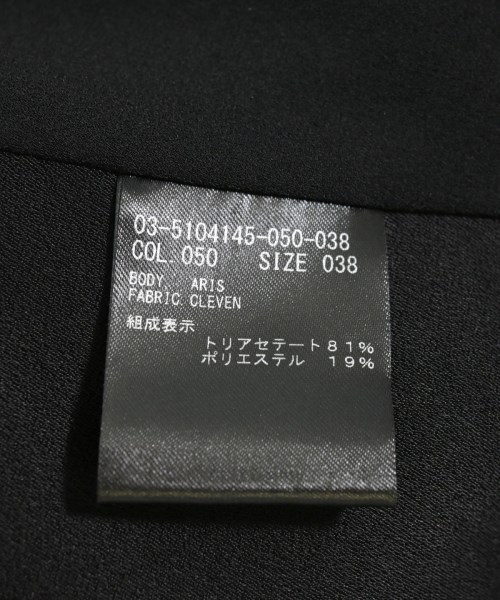 03-5104145-050-038
COL. 050 SIZE 038
BODY ARIS
FABRIC CLEVEN
組成表示
トリアセテート81%
ポリエステル 19%